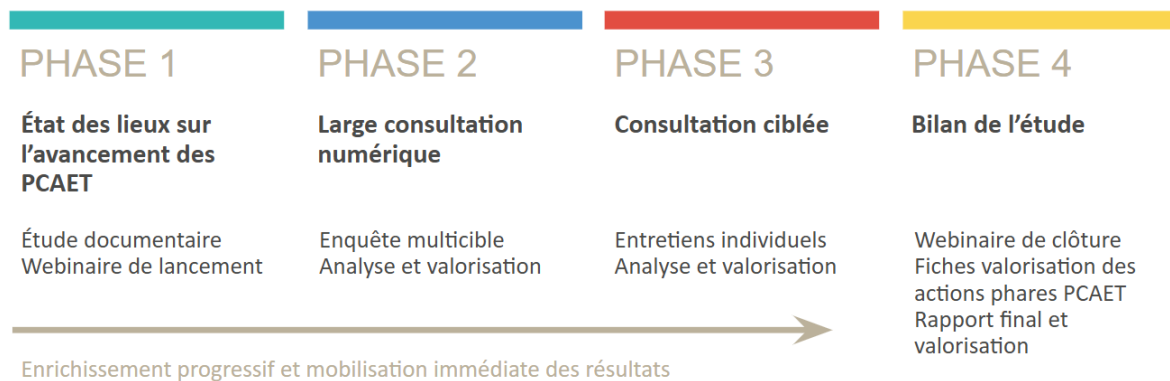 PHASE 1
État des lieux sur
l'avancement des
PCAET
Étude documentaire
Webinaire de lancement
PHASE 2
Large consultation
numérique
Enquête multicible
Analyse et valorisation
PHASE 3
Consultation ciblée
Entretiens individuels
Analyse et valorisation
PHASE 4
Bilan de l'étude
Webinaire de clôture
Fiches valorisation des
actions phares PCAET
Rapport final et
valorisation
Enrichissement progressif et mobilisation immédiate des résultats